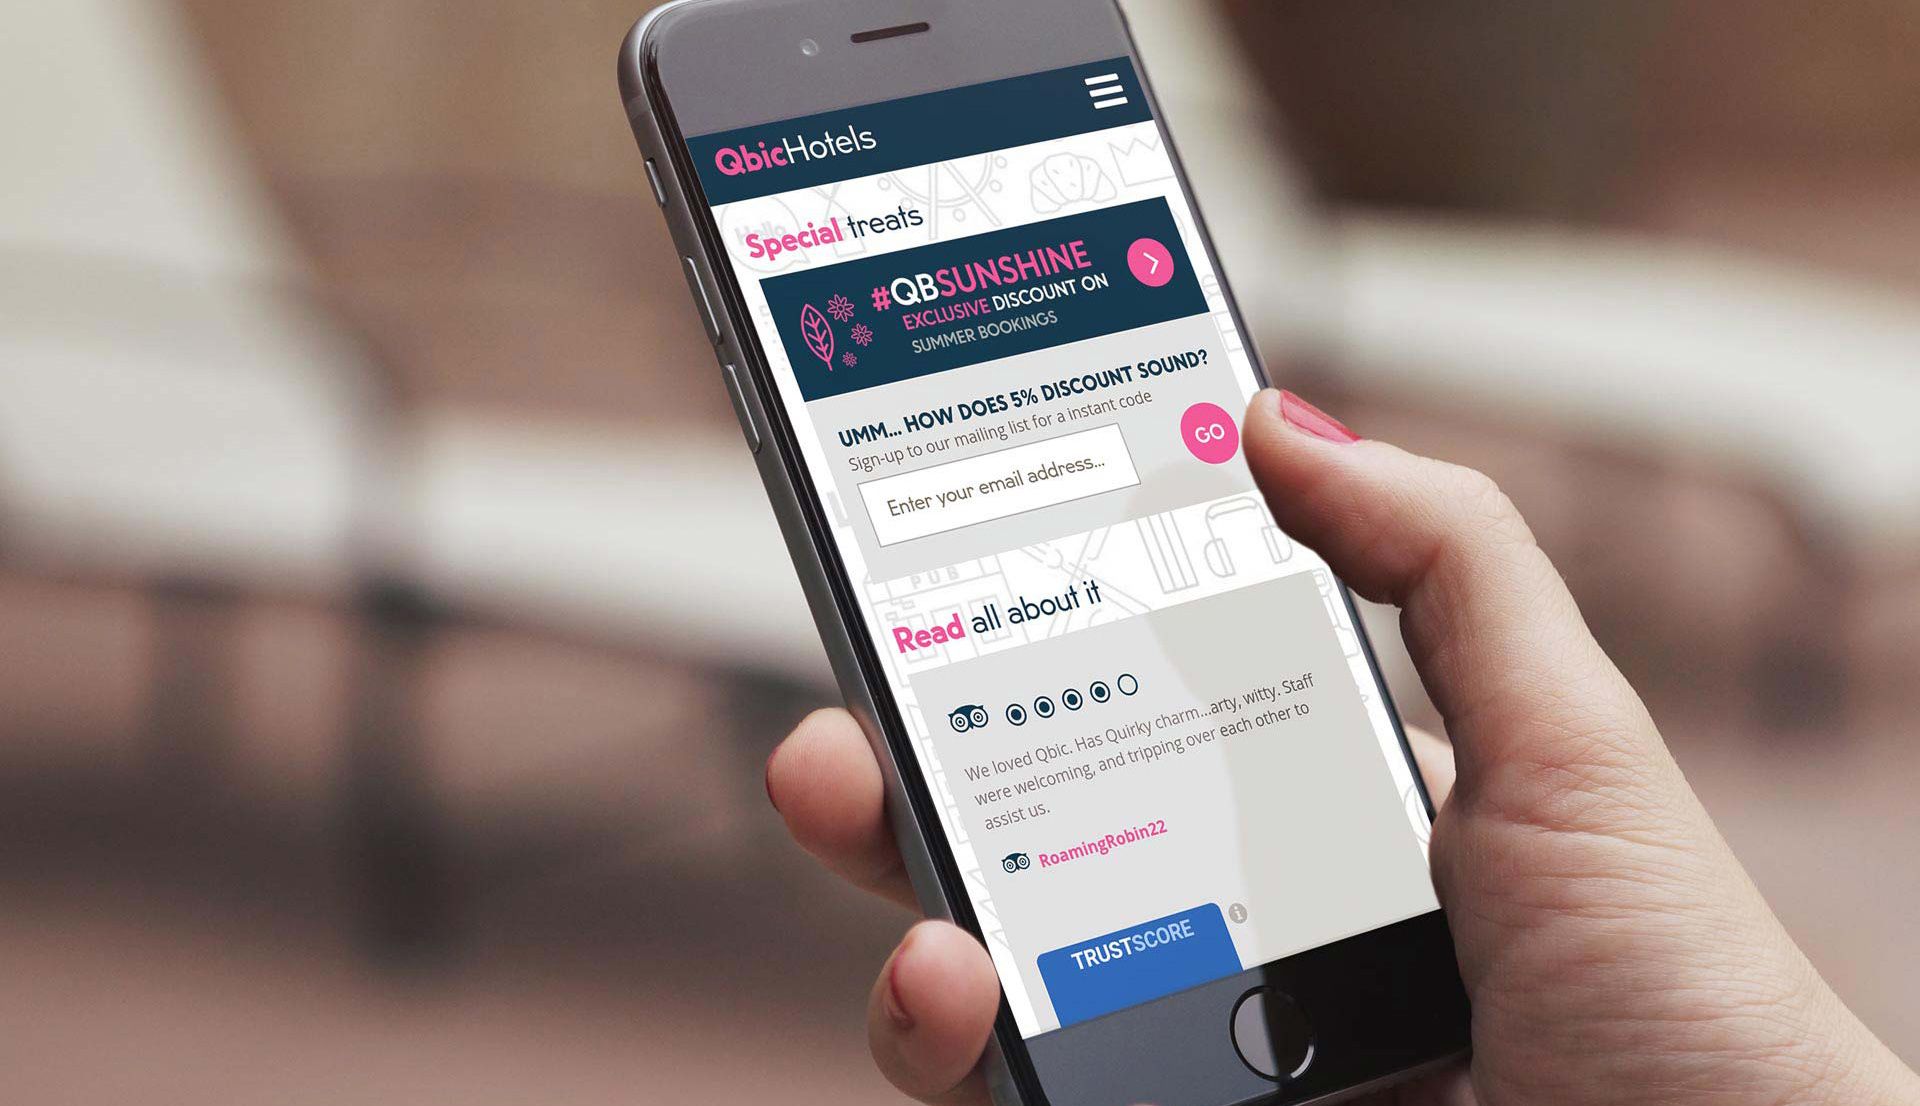 QbicHotels
Hello
Special treats
#QBSUNSHINE
EXCLUSIVE DISCOUNT ON
SUMMER BOOKINGS
UMM... HOW DOES 5% DISCOUNT SOUND?
Sign-up to our mailing list for a instant code
Enter your email address...
GO
PUB
Read all about it
We loved Qbic. Has Quirky charm...arty, witty. Staff
were welcoming, and tripping over each other to
assist us.
RoamingRobin22
TRUSTSCORE